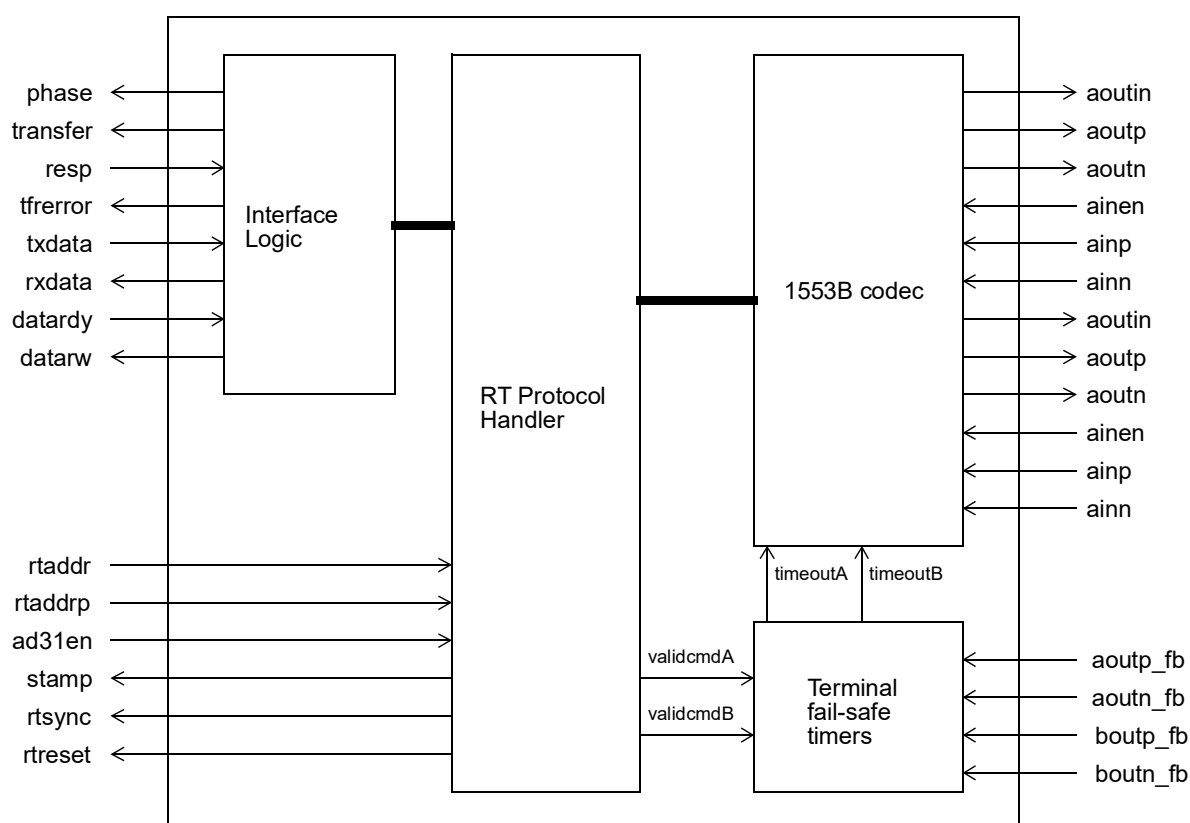 phase
transfer
resp
tfrerror
txdata
rxdata
datardy
datarw
Interface
Logic
RT Protocol
Handler
1553B codec
aoutin
aoutp
aoutn
ainen
ainp
ainn
aoutin
aoutp
aoutn
ainen
ainp
ainn
rtaddr
rtaddrp
ad31en
stamp
rtsync
rtreset
timeoutA
timeoutB
validcmdA
validcmdB
Terminal
fail-safe
timers
aoutp_fb
aoutn_fb
boutp_fb
boutn_fb